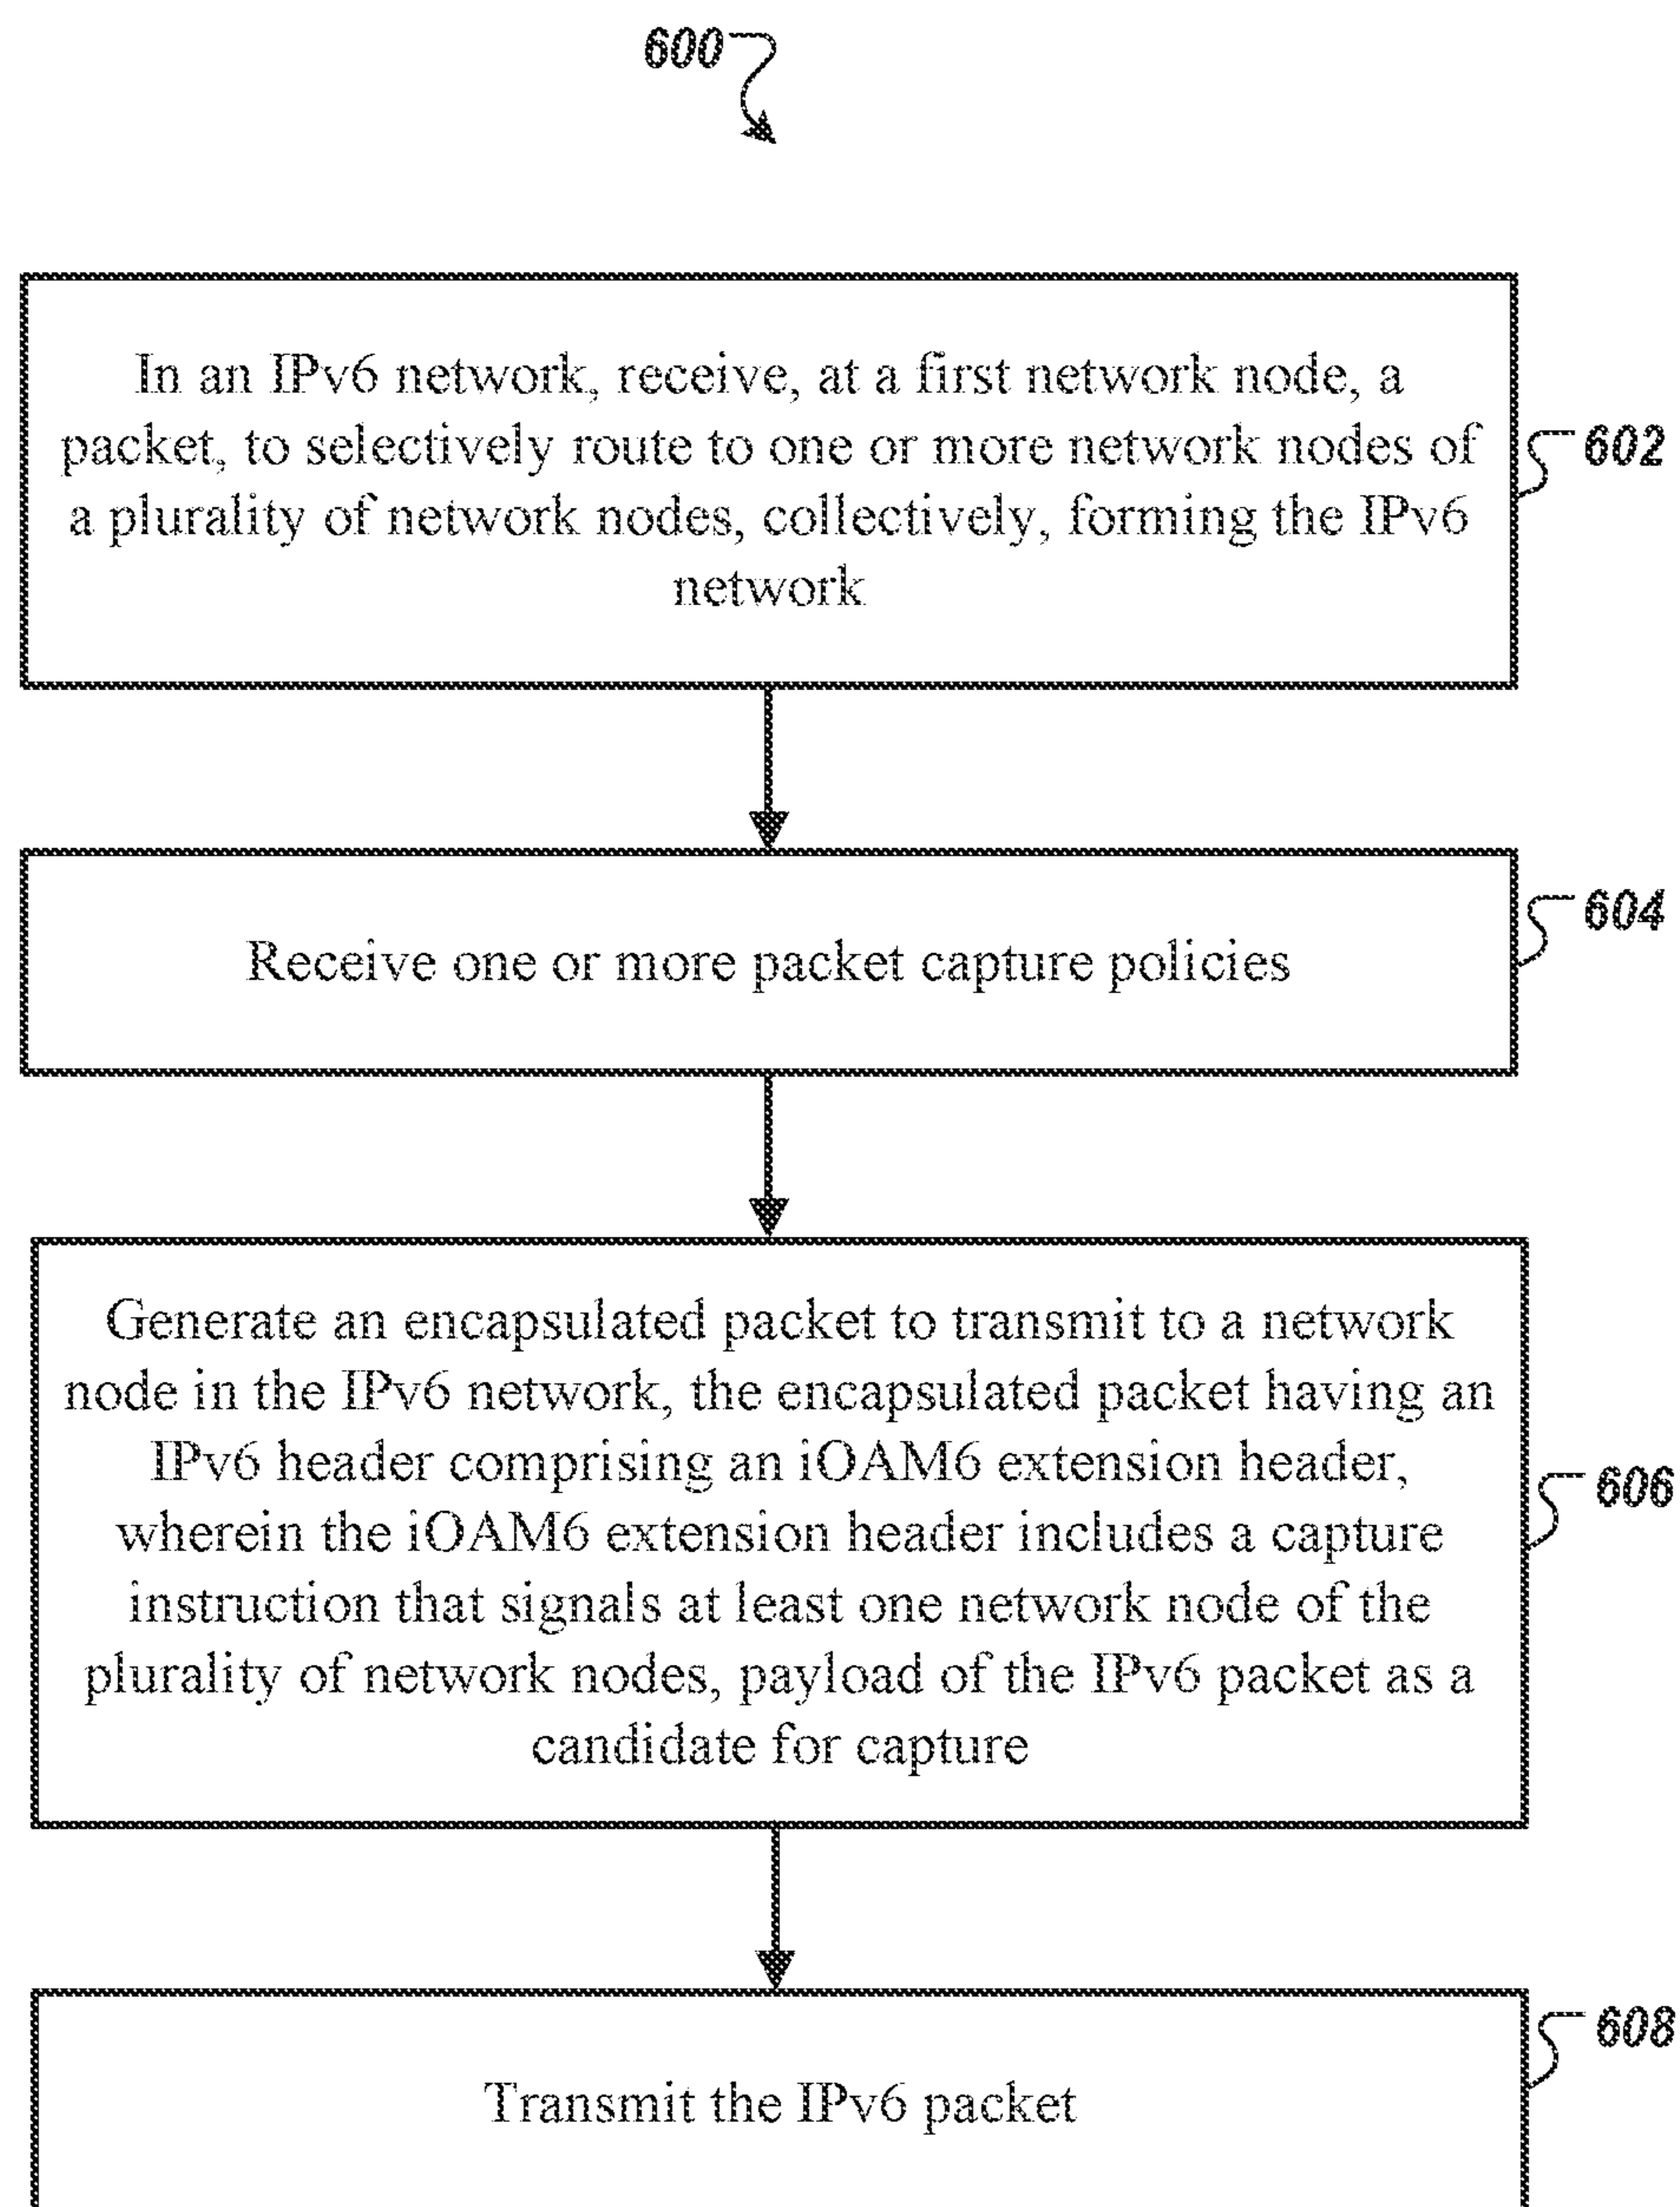 600
In an IPv6 network, receive, at a first network node, a
packet, to selectively route to one or more network nodes of
a plurality of network nodes, collectively, forming the IPv6
network
602
Receive one or more packet capture policies
604
Generate an encapsulated packet to transmit to a network
node in the IPv6 network, the encapsulated packet having an
IPv6 header comprising an iOAM6 extension header,
wherein the iOAM6 extension header includes a capture
instruction that signals at least one network node of the
plurality of network nodes, payload of the IPv6 packet as a
candidate for capture
606
Transmit the IPv6 packet
608